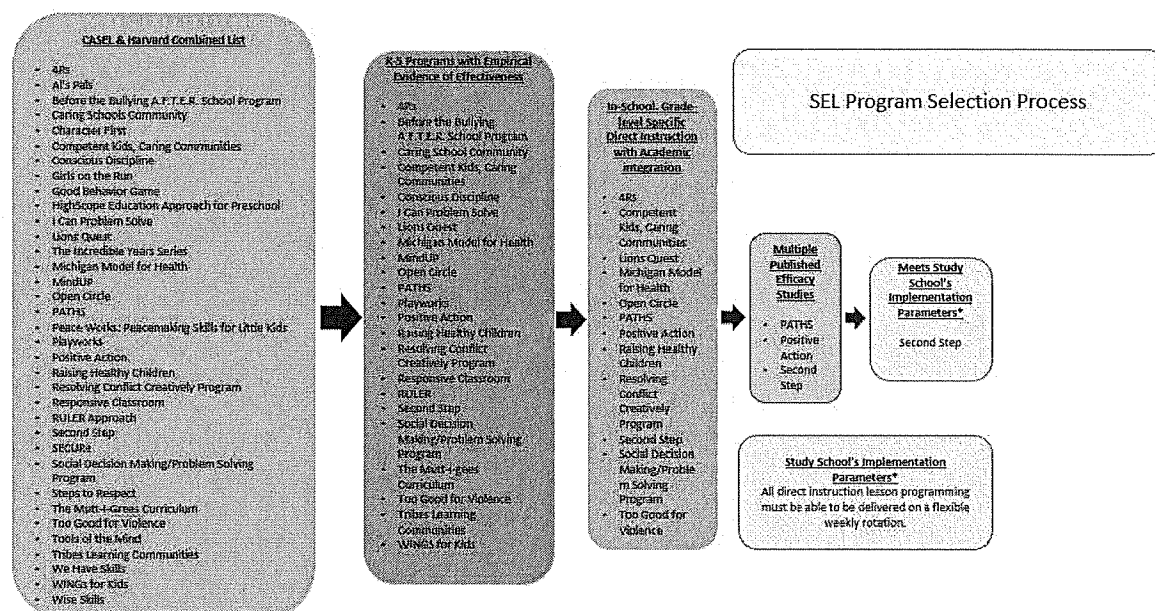 CASEL & Harvard Combined List
- 4Rs
- Al's Pals
- Before the Bullying A.F.T.E.R. School Program
- Caring Schools Community
- Character First
- Competent Kids, Caring Communities
- Conscious Discipline
- Girls on the Run
- Good Behavior Game
- HighScope Education Approach for Preschool
- I Can Problem Solve
- Lions Quest
- The Incredible Years Series
- Michigan Model for Health
- MindUP
- Open Circle
- PATHS
- Peace Works: Peacemaking Skills for Little Kids
- Playworks
- Positive Action
- Raising Healthy Children
- Resolving Conflict Creatively Program
- Responsive Classroom
- RULER Approach
- Second Step
- SECURe
- Social Decision Making/Problem Solving
Program
- Steps to Respect
- The Mutt-i-Grees Curriculum
- Too Good for Violence
- Tools of the Mind
- Tribes Learning Communities
- We Have Skills
- WINGs for Kids
- Wise Skills
K-5 Programs with Empirical
Evidence of Effectiveness
- 4Rs
- Before the Bullying
A.F.T.E.R. School Program
- Caring School Community
- Competent Kids, Caring
Communities
- Conscious Discipline
- I Can Problem Solve
- Lions Quest
- Michigan Model for Health
- MindUP
- Open Circle
- PATHS
- Playworks
- Positive Action
- Raising Healthy Children
- Resolving Conflict
Creatively Program
- Responsive Classroom
- RULER
- Second Step
- Social Decision
Making/Problem Solving
Program
- The Mutt-i-gees
Curriculum
- Too Good for Violence
- Tribes Learning
Communities
- WINGS for Kids
In-School, Grade-
level Specific
Direct Instruction
with Academic
integration
- 4RS
- Competent
Kids, Caring
Communities
- Lions Quest
- Michigan Model
for Health
- Open Circle
- PATHS
- Positive Action
- Raising Healthy
Children
- Resolving
Conflict
Creatively
Program
- Second Step
- Social Decision
Making/Proble
m Solving
Program
- Too Good for
Violence
SEL Program Selection Process
Multiple
Published
Efficacy
Studies
- PATHS
- Positive
Action
- Second
Step
Meets Study
School's
Implementation
Parameters*
Second Step
Study School's Implementation
Parameters*
All direct instruction lesson programming
must be able to be delivered on a flexible
weekly rotation.